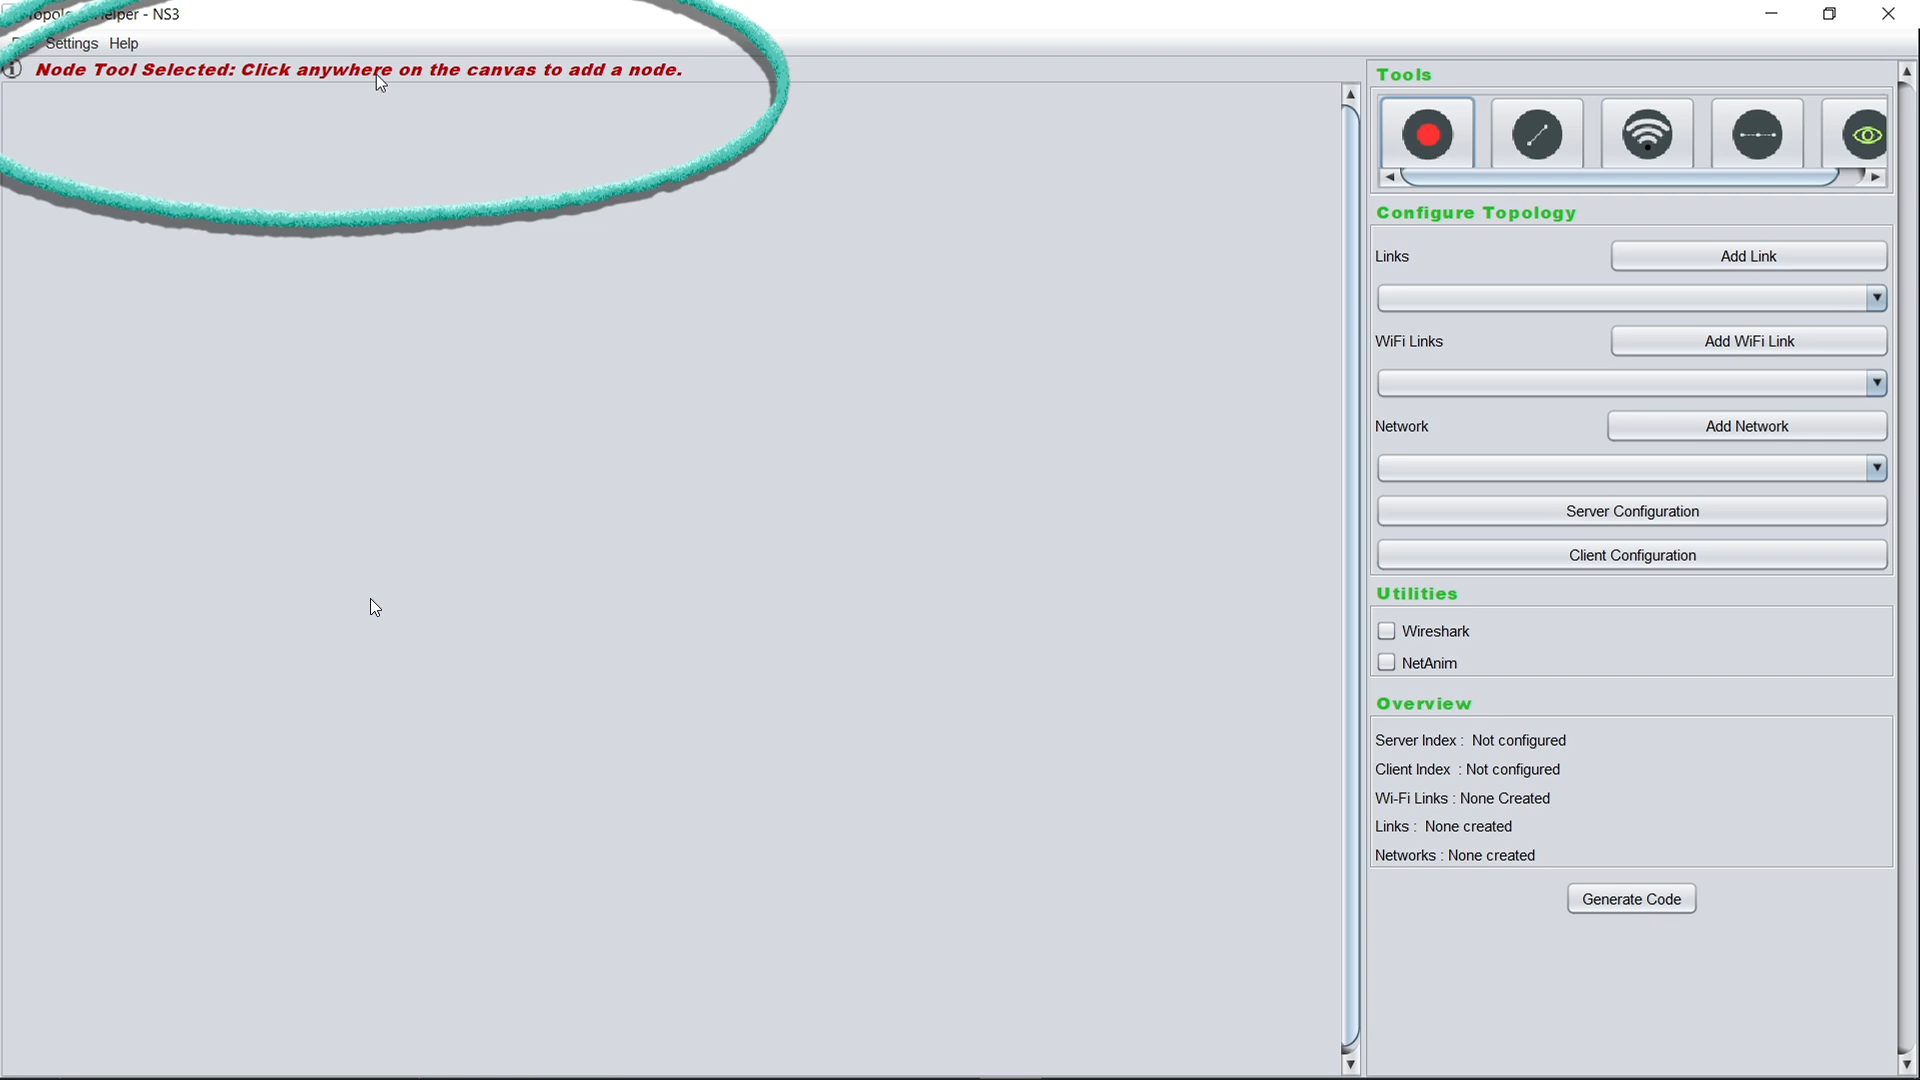 Helper - NS3
Settings Help
Node Tool Selected: Click anywhere on the canvas to add a node.
Tools
Configure Topology
Links
Add Link
WiFi Links
Add WiFi Link
Network
Add Network
Server Configuration
Client Configuration
Utilities
Wireshark
NetAnim
Overview
Server Index : Not configured
Client Index : Not configured
Wi-Fi Links : None Created
Links : None created
Networks : None created
Generate Code